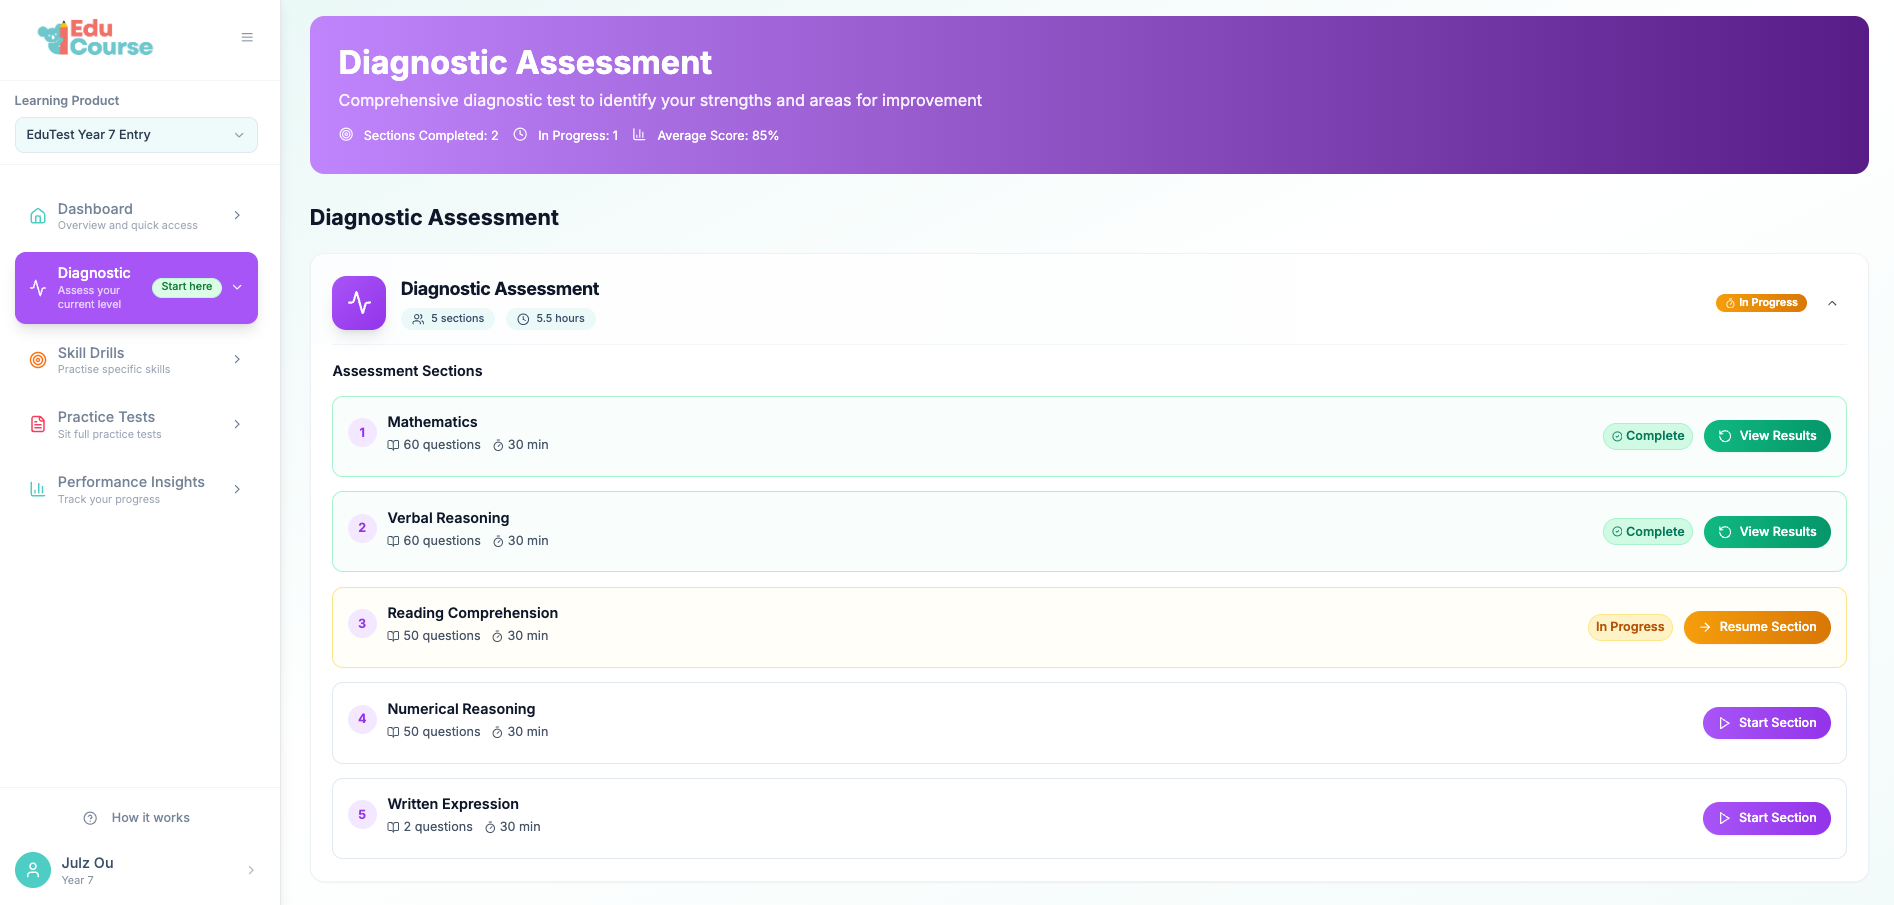 Edu
Course
Learning Product
EduTest Year 7 Entry
Dashboard
Overview and quick access
Diagnostic
Assess your
current level
Start here
Skill Drills
Practise specific skills
Practice Tests
Sit full practice tests
Performance Insights
Track your progress
How it works
Julz Ou
Year 7
Diagnostic Assessment
Comprehensive diagnostic test to identify your strengths and areas for improvement
Sections Completed: 2 In Progress: 1 Average Score: 85%
Diagnostic Assessment
Diagnostic Assessment
5 sections 5.5 hours
In Progress
Assessment Sections
1
Mathematics
60 questions 30 min
Complete
View Results
2
Verbal Reasoning
60 questions 30 min
Complete
View Results
3
Reading Comprehension
50 questions 30 min
In Progress
Resume Section
4
Numerical Reasoning
50 questions 30 min
Start Section
5
Written Expression
2 questions 30 min
Start Section